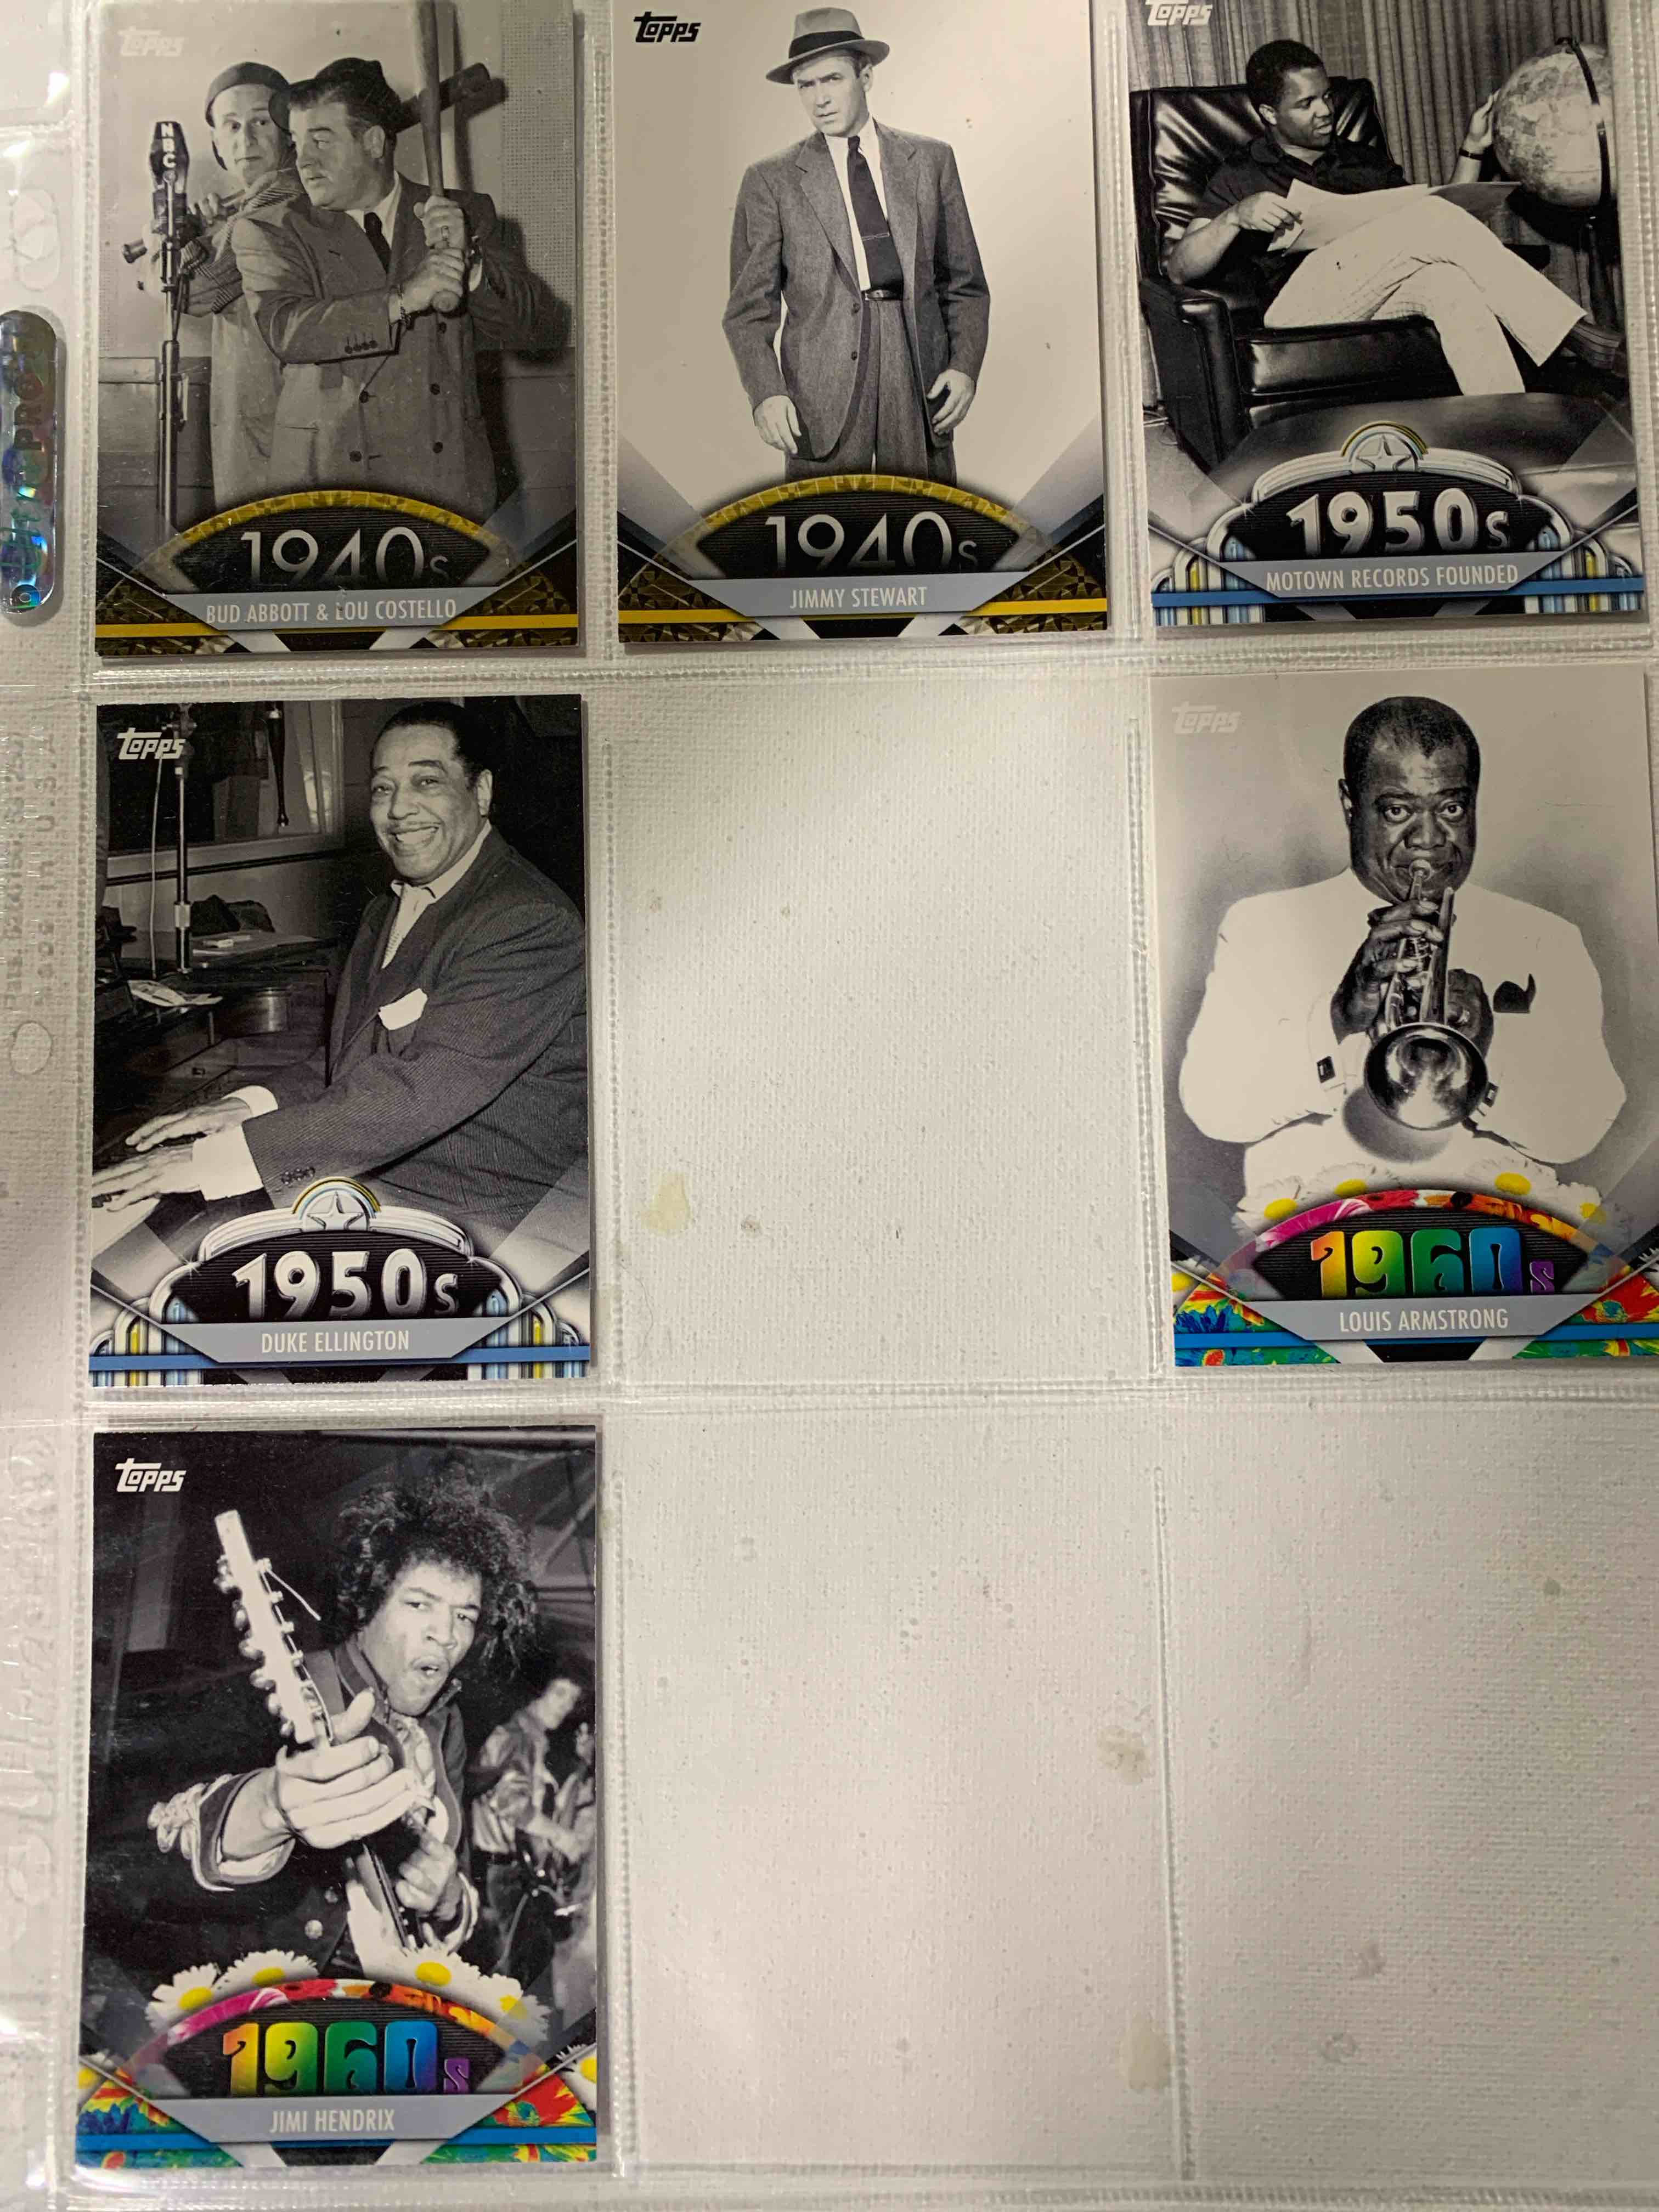 Topps
1940s
BUD ABBOTT & LOU COSTELLO
NBC
Topps
1940s
JIMMY STEWART
Topps
1950s
MOTOWN RECORDS FOUNDED
Topps
1950s
DUKE ELLINGTON
Topps
1960s
LOUIS ARMSTRONG
Topps
1960s
JIMI HENDRIX